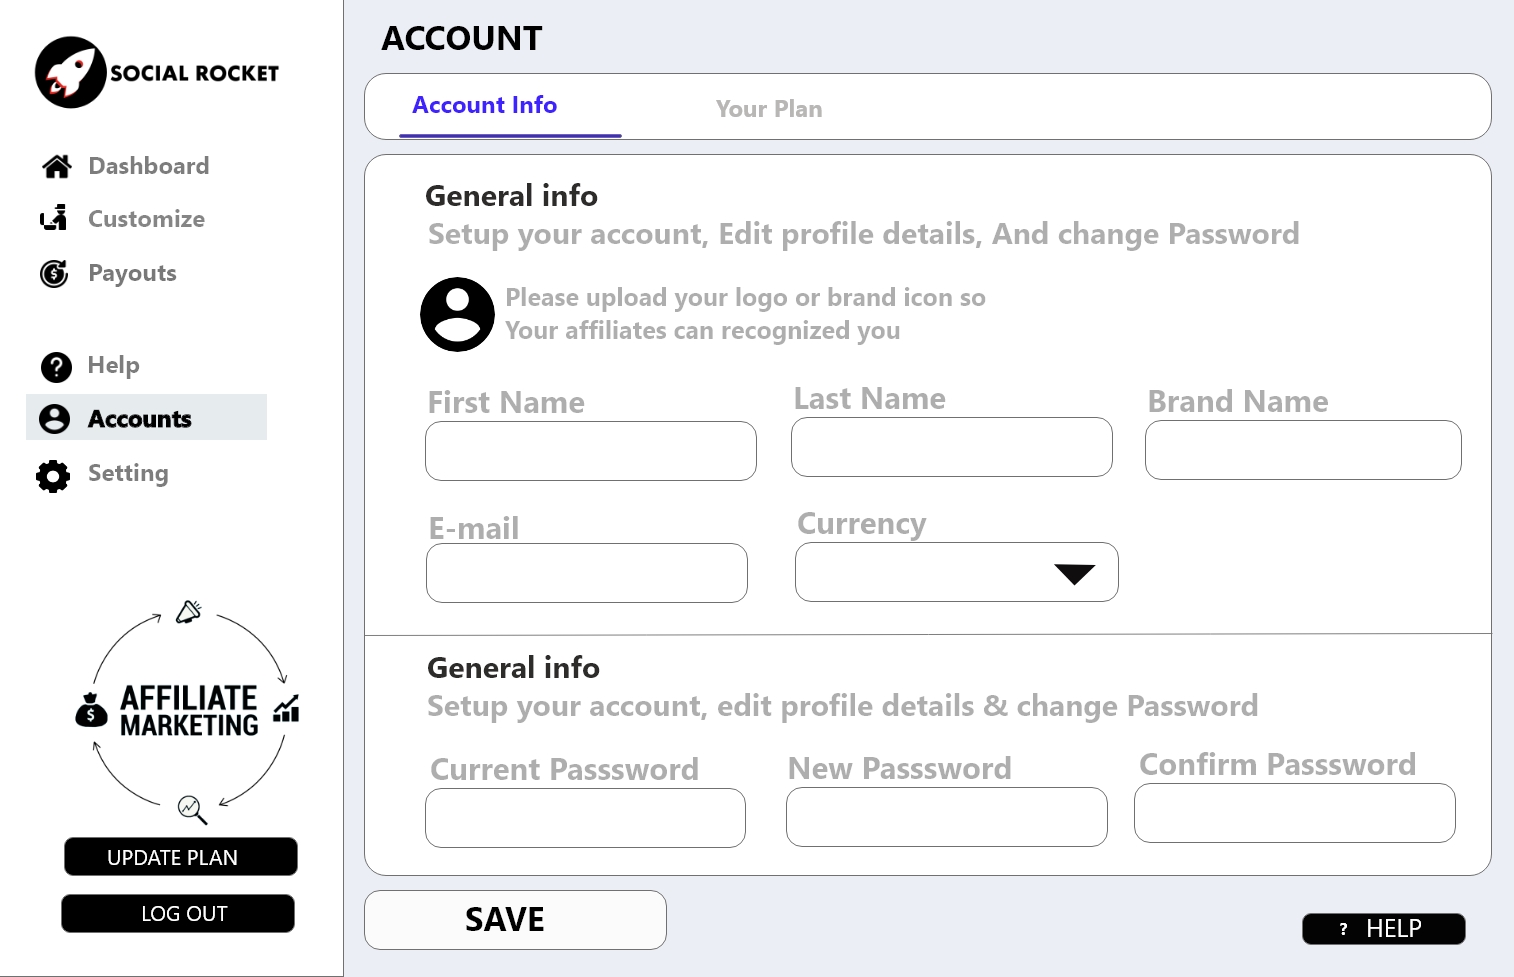 SOCIAL ROCKET
Dashboard
Customize
Payouts
Help
Accounts
Setting
AFFILIATE
MARKETING
UPDATE PLAN
LOG OUT
ACCOUNT
Account Info
Your Plan
General info
Setup your account, Edit profile details, And change Password
Please upload your logo or brand icon so
Your affiliates can recognized you
First Name
Last Name
Brand Name
E-mail
Currency
General info
Setup your account, edit profile details & change Password
Current Passsword
New Passsword
Confirm Passsword
SAVE
? HELP